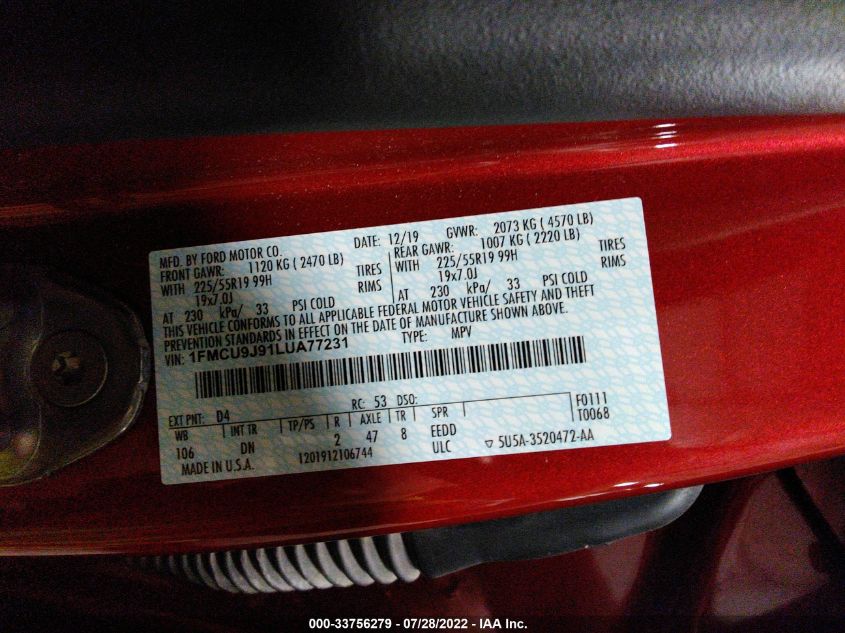 MFD. BY FORD MOTOR CO.
DATE: 12/19 GVWR: 2073 KG ( 4570 LB)
FRONT GAWR: 1120 KG ( 2470 LB)
REAR GAWR: 1007 KG ( 2220 LB)
WITH 225/55R19 99H TIRES
WITH 225/55R19 99H TIRES
19x7.0J RIMS
19x7.0J RIMS
AT 230 kPa/ 33 PSI COLD
AT 230 kPa/ 33 PSI COLD
THIS VEHICLE CONFORMS TO ALL APPLICABLE FEDERAL MOTOR VEHICLE SAFETY AND THEFT
PREVENTION STANDARDS IN EFFECT ON THE DATE OF MANUFACTURE SHOWN ABOVE.
VIN: 1FMCU9J91LUA77231 TYPE: MPV
EXT PNT: D4 RC: 53 DSO: F0111
WB INT TR TP/PS R AXLE TR SPR T0068
106 DN 2 47 8 EEDD
MADE IN U.S.A. 1201912106744 ULC ▽ 5U5A-3520472-AA
000-33756279 - 07/28/2022 - IAA Inc.